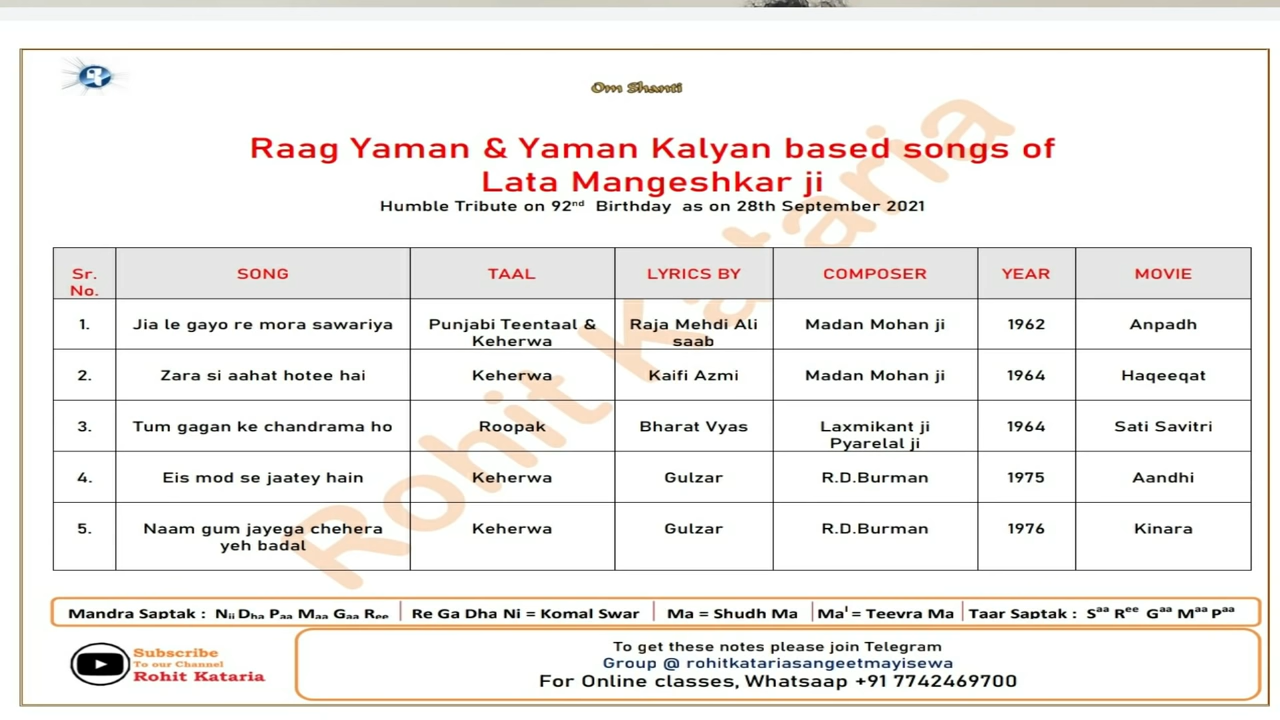 Om Shanti
Raag Yaman & Yaman Kalyan based songs of
Lata Mangeshkar ji
Humble Tribute on 92nd Birthday as on 28th September 2021
Sr. No. SONG TAAL LYRICS BY COMPOSER YEAR MOVIE
1. Jia le gayo re mora sawariya Punjabi Teentaal & Keherwa Raja Mehdi Ali saab Madan Mohan ji 1962 Anpadh
2. Zara si aahat hotee hai Keherwa Kaifi Azmi Madan Mohan ji 1964 Haqeeqat
3. Tum gagan ke chandrama ho Roopak Bharat Vyas Laxmikant ji Pyarelal ji 1964 Sati Savitri
4. Eis mod se jaatey hain Keherwa Gulzar R.D.Burman 1975 Aandhi
5. Naam gum jayega chehera yeh badal Keherwa Gulzar R.D.Burman 1976 Kinara
Rohit Kataria
Mandra Saptak : Nii Dha Paa Maa Gaa Ree | Re Ga Dha Ni = Komal Swar | Ma = Shudh Ma | Maˡ = Teevra Ma | Taar Saptak : Saa Ree Gaa Maa Paa
Subscribe
To our Channel
Rohit Kataria
To get these notes please join Telegram
Group @ rohitkatariasangeetmayisewa
For Online classes, Whatsaap +91 7742469700